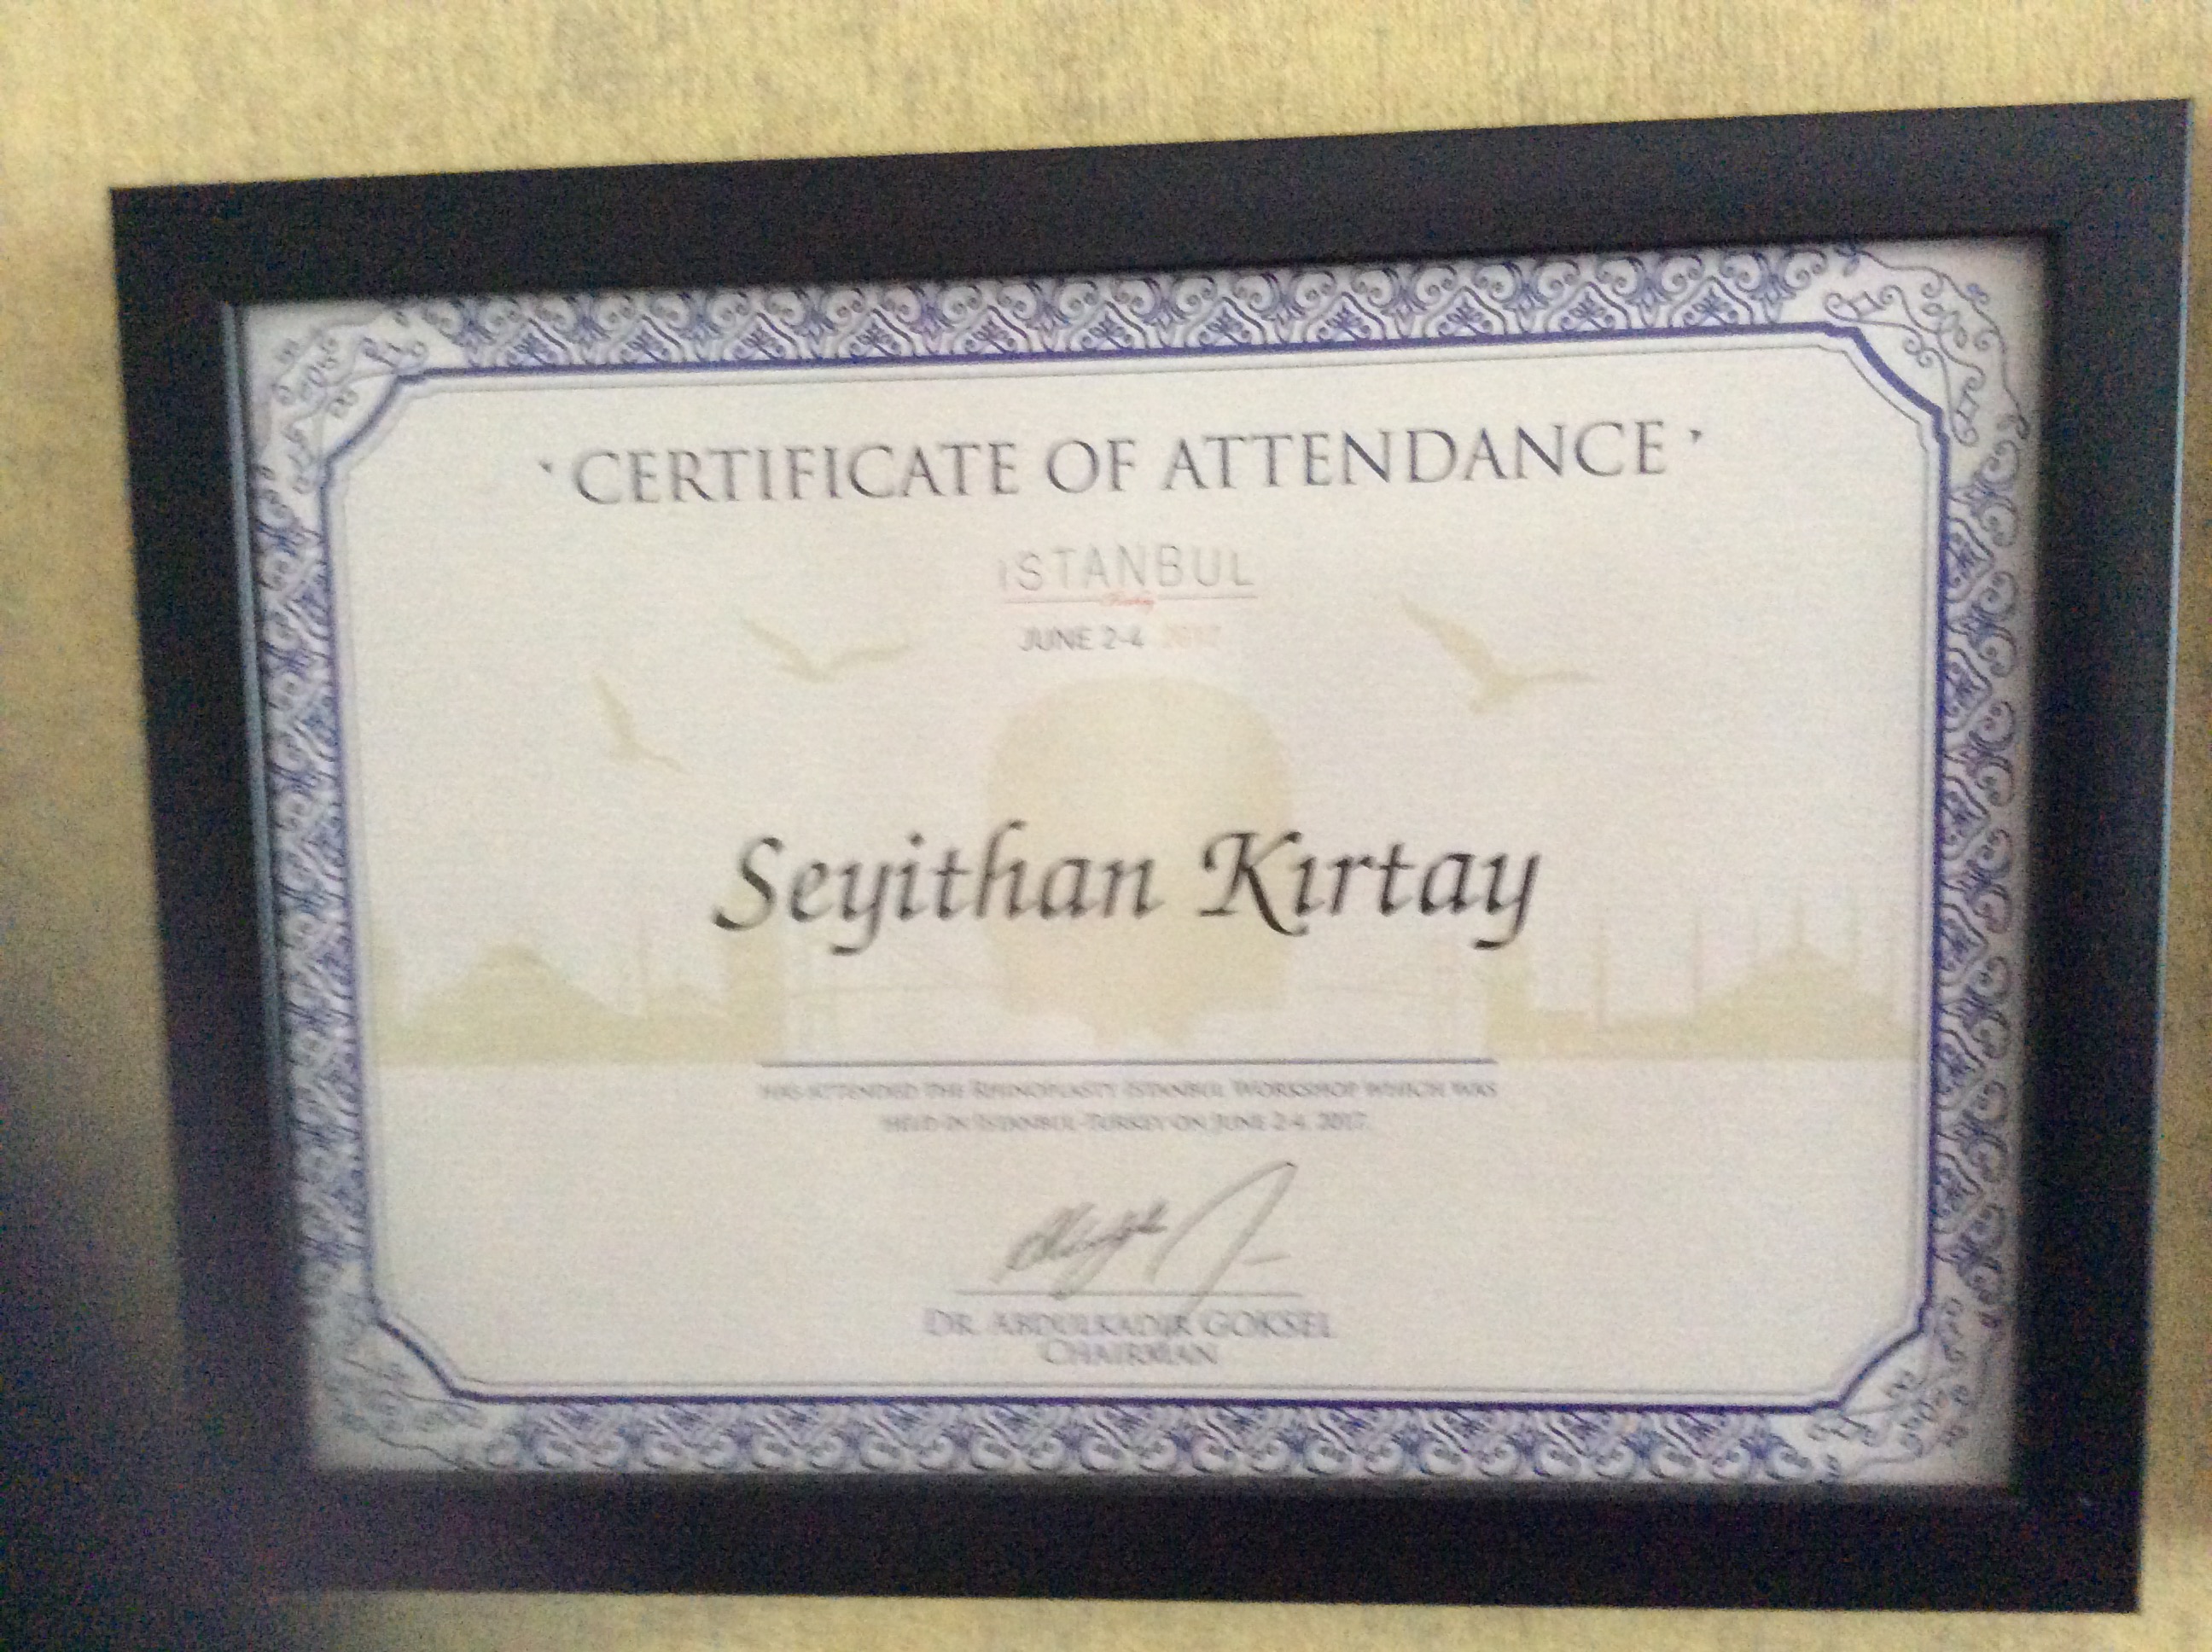 CERTIFICATE OF ATTENDANCE
iSTANBUL
JUNE 2-4 2017
Seyithan Kırtay
HAS ATTENDED THE RHINOPLASTY ISTANBUL WORKSHOP WHICH WAS
HELD IN ISTANBUL-TURKEY ON JUNE 2-4, 2017.
DR. ABDULKADIR GOKSEL
CHAIRMAN